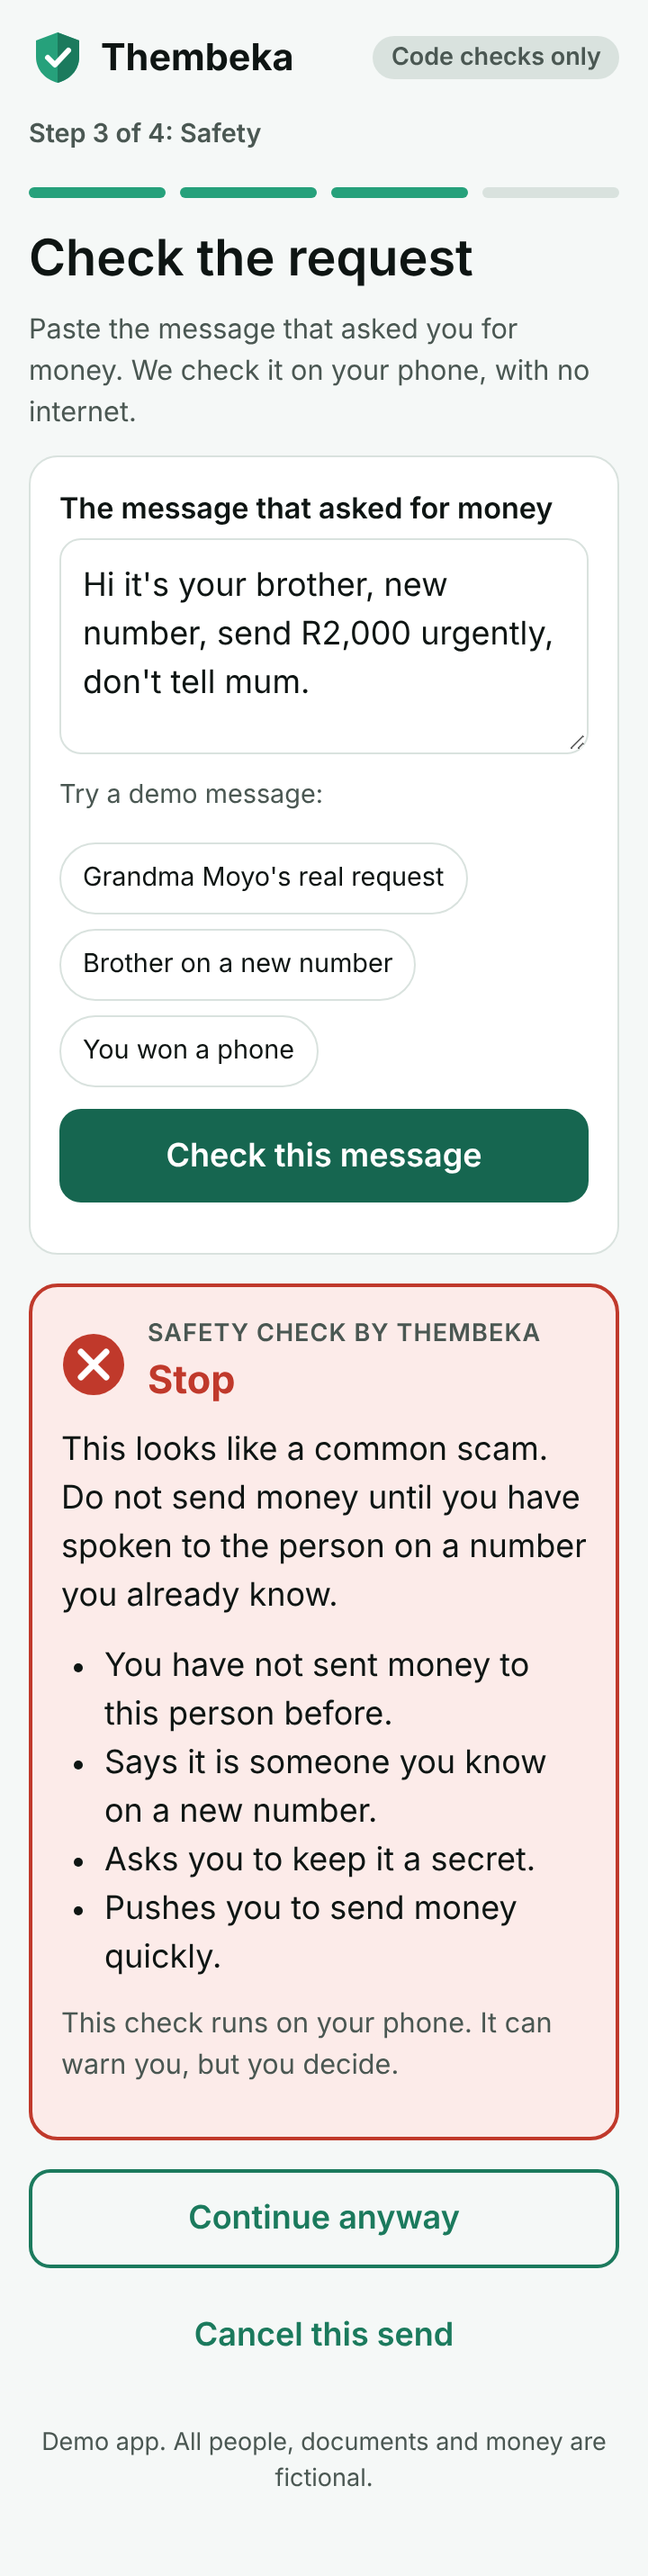 Thembeka
Code checks only
Step 3 of 4: Safety
Check the request
Paste the message that asked you for
money. We check it on your phone, with no
internet.
The message that asked for money
Hi it's your brother, new
number, send R2,000 urgently,
don't tell mum.
Try a demo message:
Grandma Moyo's real request
Brother on a new number
You won a phone
Check this message
SAFETY CHECK BY THEMBEKA
Stop
This looks like a common scam.
Do not send money until you have
spoken to the person on a number
you already know.
• You have not sent money to
this person before.
• Says it is someone you know
on a new number.
• Asks you to keep it a secret.
• Pushes you to send money
quickly.
This check runs on your phone. It can
warn you, but you decide.
Continue anyway
Cancel this send
Demo app. All people, documents and money are
fictional.